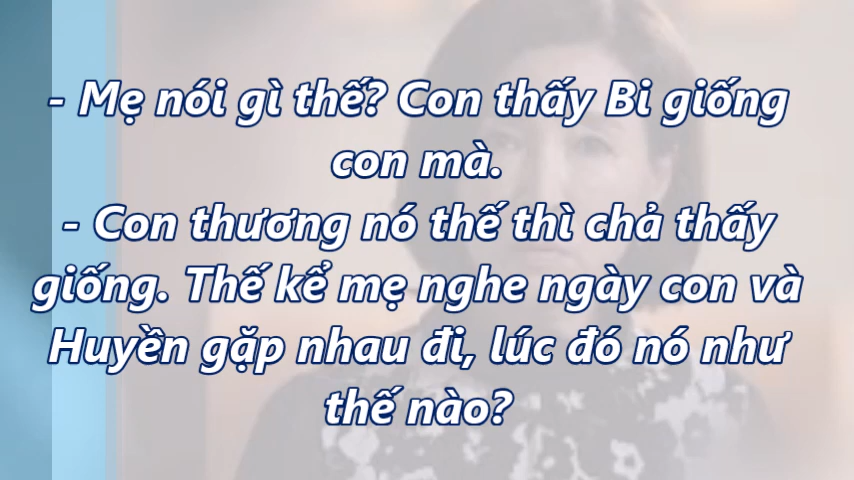 - Mẹ nói gì thế? Con thấy Bi giống
con mà.
- Con thương nó thế thì chả thấy
giống. Thế kể mẹ nghe ngày con và
Huyền gặp nhau đi, lúc đó nó như
thế nào?